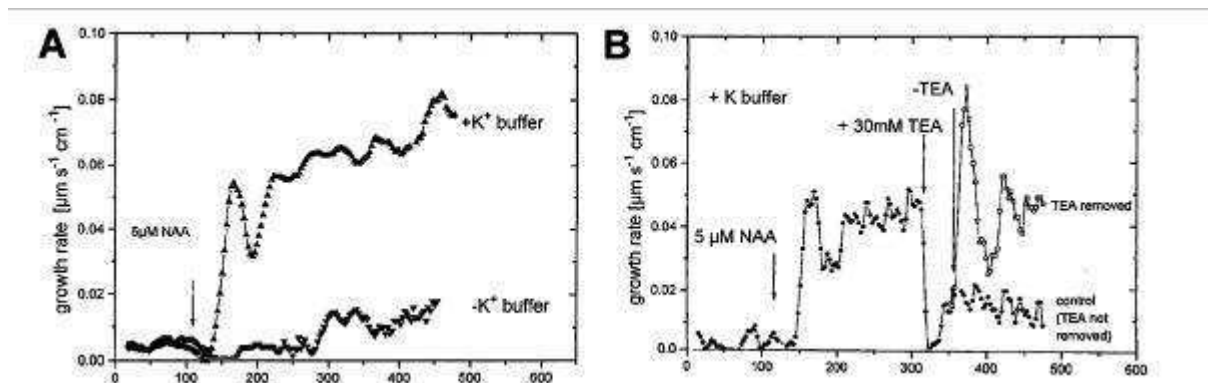 A
growth rate [µm s⁻¹ cm⁻¹]
0.10
0.08
0.06
0.04
0.02
0.00
+K⁺ buffer
5µM NAA
-K⁺ buffer
0 100 200 300 400 500 600
B
growth rate [µm s⁻¹ cm⁻¹]
0.10
0.08
0.06
0.04
0.02
0.00
+ K buffer
-TEA
+ 30mM TEA
5 µM NAA
TEA removed
control
[TEA not
removed]
0 100 200 300 400 500 600